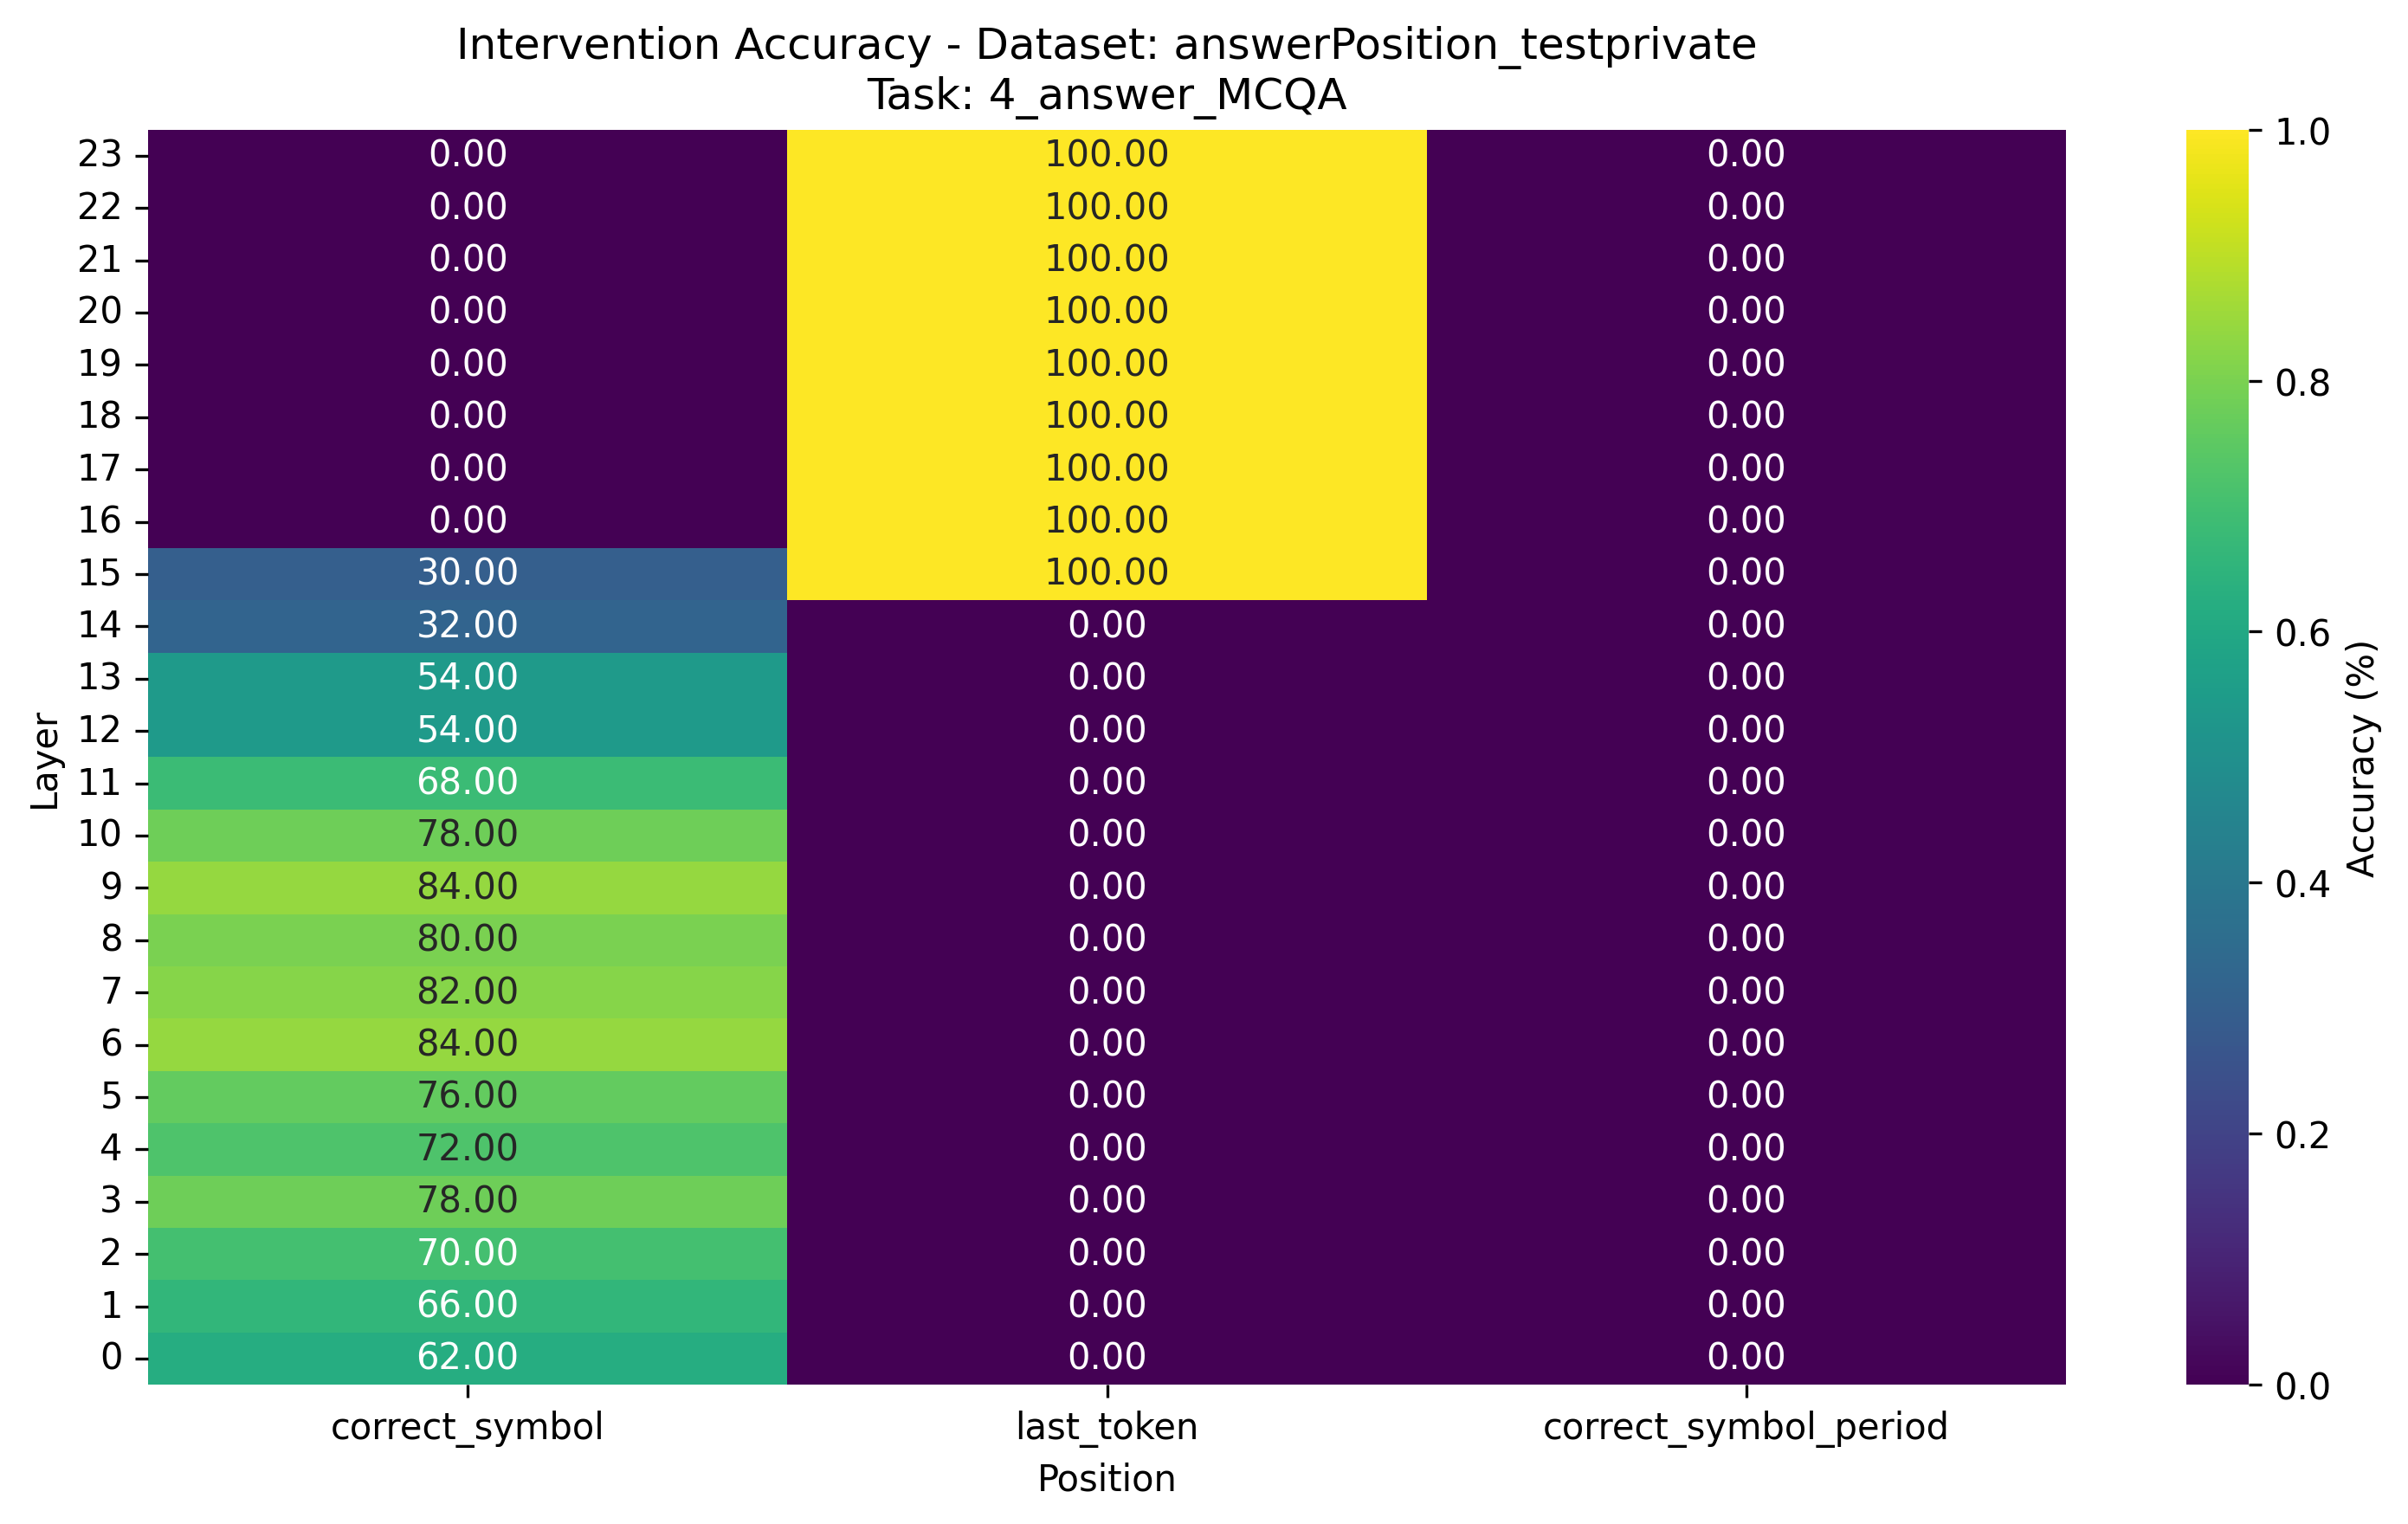 Intervention Accuracy - Dataset: answerPosition_testprivate
Task: 4_answer_MCQA
Layer
23 0.00 100.00 0.00
22 0.00 100.00 0.00
21 0.00 100.00 0.00
20 0.00 100.00 0.00
19 0.00 100.00 0.00
18 0.00 100.00 0.00
17 0.00 100.00 0.00
16 0.00 100.00 0.00
15 30.00 100.00 0.00
14 32.00 0.00 0.00
13 54.00 0.00 0.00
12 54.00 0.00 0.00
11 68.00 0.00 0.00
10 78.00 0.00 0.00
9 84.00 0.00 0.00
8 80.00 0.00 0.00
7 82.00 0.00 0.00
6 84.00 0.00 0.00
5 76.00 0.00 0.00
4 72.00 0.00 0.00
3 78.00 0.00 0.00
2 70.00 0.00 0.00
1 66.00 0.00 0.00
0 62.00 0.00 0.00
correct_symbol last_token correct_symbol_period
Position
1.0
0.8
0.6
0.4
0.2
0.0
Accuracy (%)